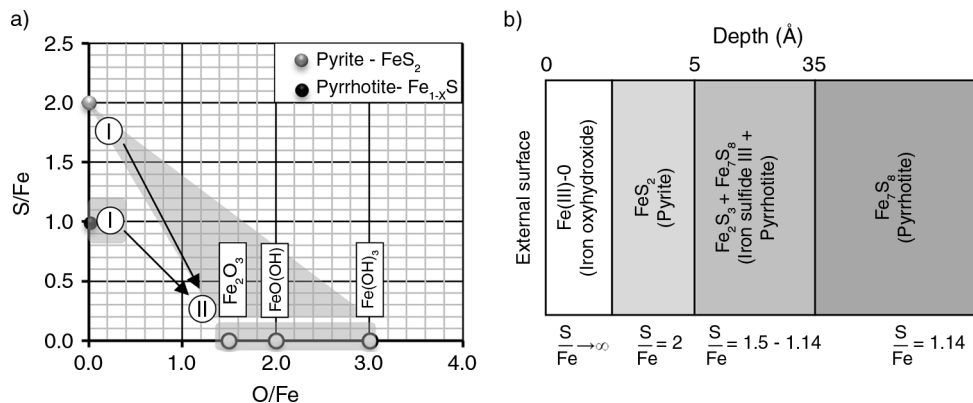 a)
2.5
2.0
1.5
1.0
0.5
0.0
S/Fe
0.0
1.0
2.0
3.0
4.0
O/Fe
Pyrite - FeS₂
Pyrrhotite- Fe₁₋ₓS
I
I
II
Fe₂O₃
FeO(OH)
Fe(OH)₃
b)
Depth (Å)
0
5
35
External surface
Fe(III)-0
(Iron oxyhydroxide)
FeS₂
(Pyrite)
Fe₂S₃ + Fe₇S₈
(Iron sulfide III +
Pyrrhotite)
Fe₇S₈
(Pyrrhotite)
S/Fe →∞
S/Fe = 2
S/Fe = 1.5 - 1.14
S/Fe = 1.14